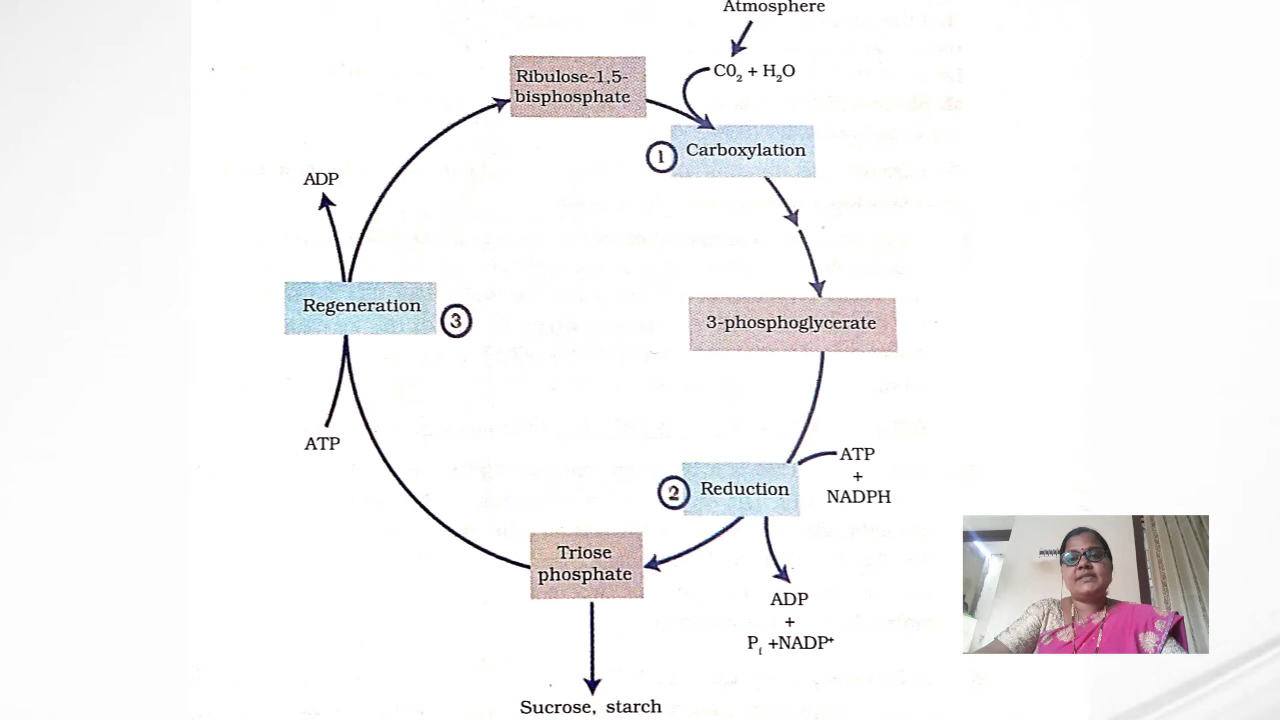 Atmosphere
C0₂ + H₂O
Ribulose-1,5-
bisphosphate
1
Carboxylation
ADP
Regeneration
3
3-phosphoglycerate
ATP
ATP
+
NADPH
2
Reduction
Triose
phosphate
ADP
+
Pᵢ +NADP⁺
Sucrose, starch